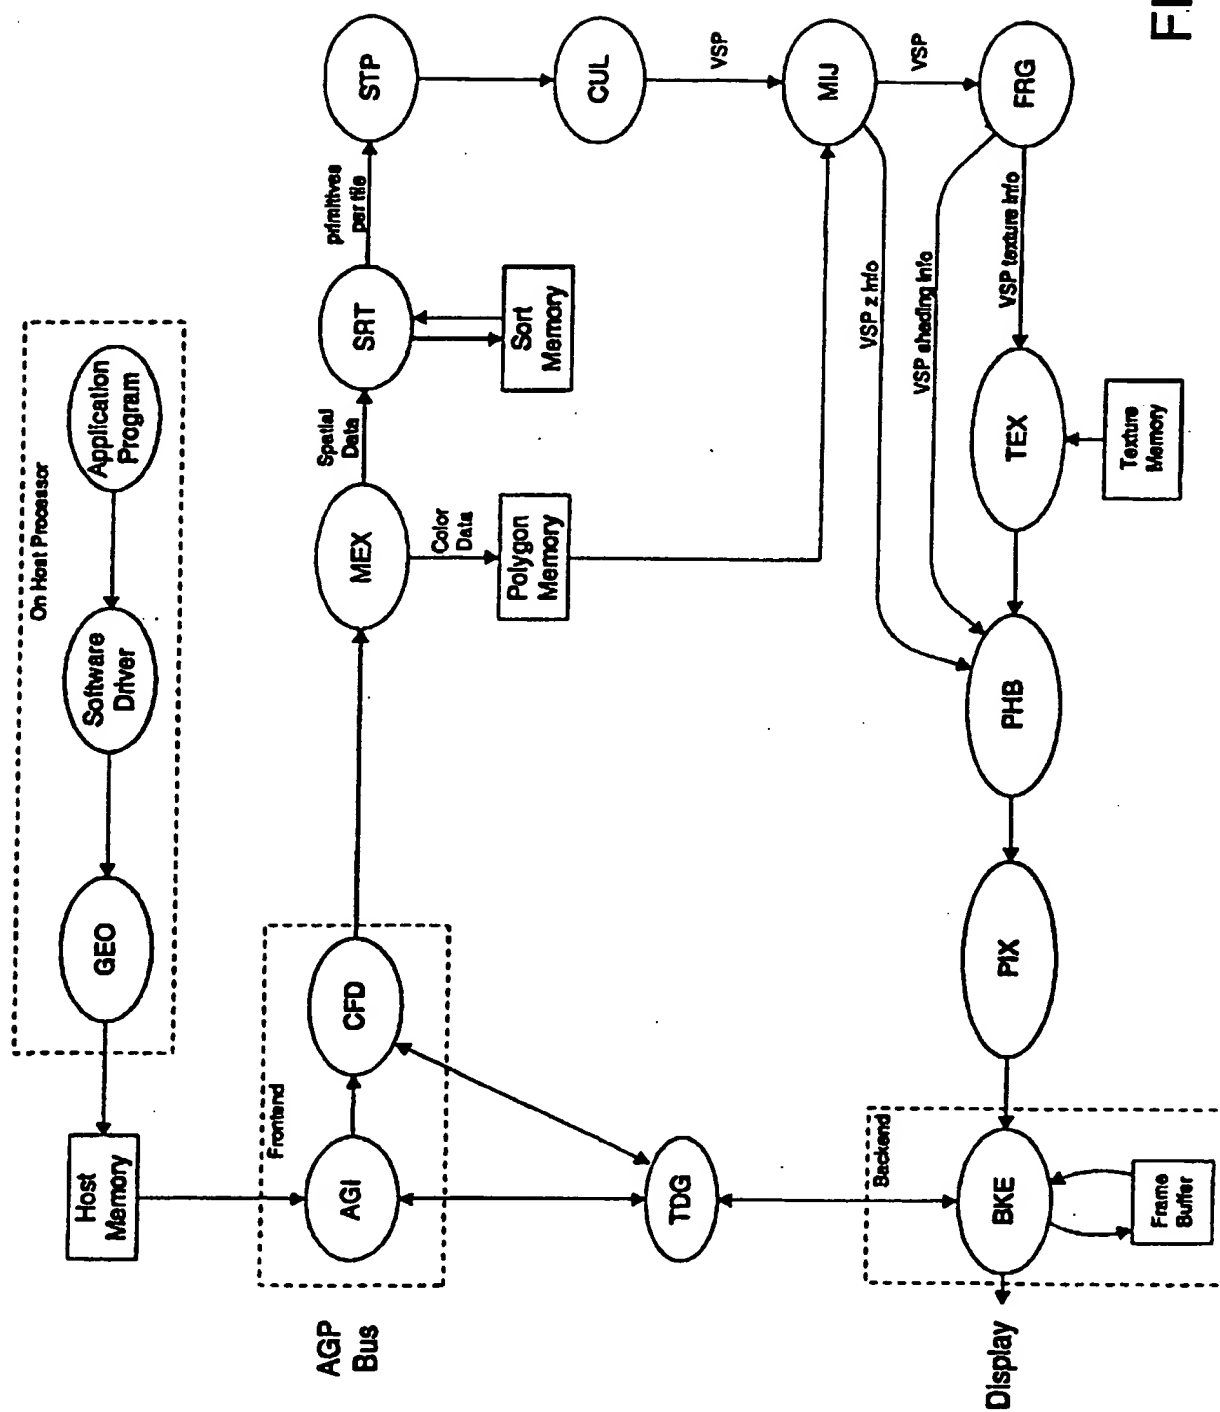 On Host Processor
Application
Program
Software
Driver
GEO
Host
Memory
AGP
Bus
Frontend
AGI
CFD
MEX
Spatial
Data
Color
Data
Polygon
Memory
SRT
Sort
Memory
primitives
per tile
STP
CUL
VSP
MIJ
VSP
FRG
VSP z info
VSP shading info
VSP texture info
TEX
Texture
Memory
PHB
PIX
TDG
Backend
BKE
Frame
Buffer
Display